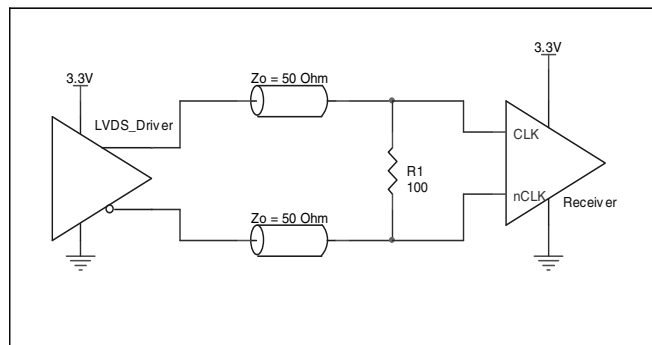 3.3V
LVDS_Driver
Zo = 50 Ohm
Zo = 50 Ohm
R1
100
3.3V
CLK
nCLK
Receiver